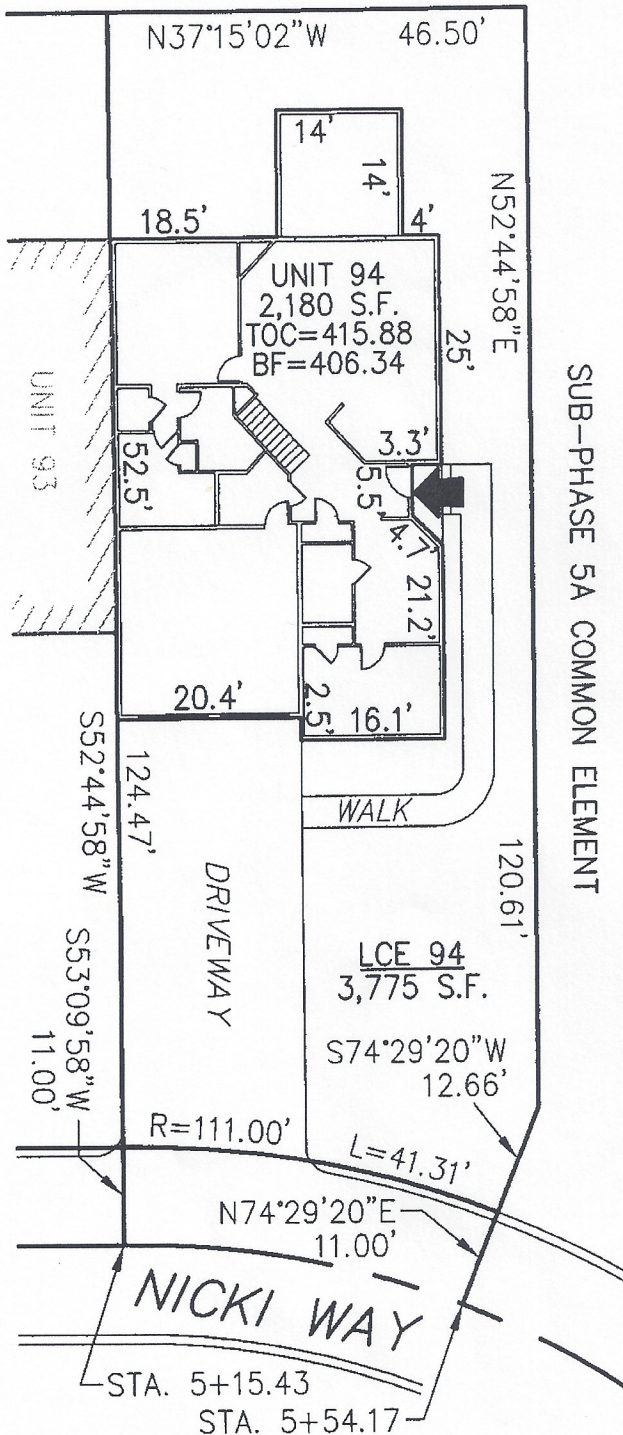 N37°15'02"W 46.50'
14'
14'
18.5'
4'
N52°44'58"E
UNIT 94
2,180 S.F.
TOC=415.88
BF=406.34
25'
UNIT 93
SUB-PHASE 5A COMMON ELEMENT
3.3'
52.5'
5.5'
4.7'
21.2'
20.4'
2.5'
16.1'
S52°44'58"W
124.47'
WALK
120.61'
DRIVEWAY
LCE 94
3,775 S.F.
S53°09'58"W
11.00'
S74°29'20"W
12.66'
R=111.00'
L=41.31'
N74°29'20"E
11.00'
NICKI WAY
STA. 5+15.43
STA. 5+54.17